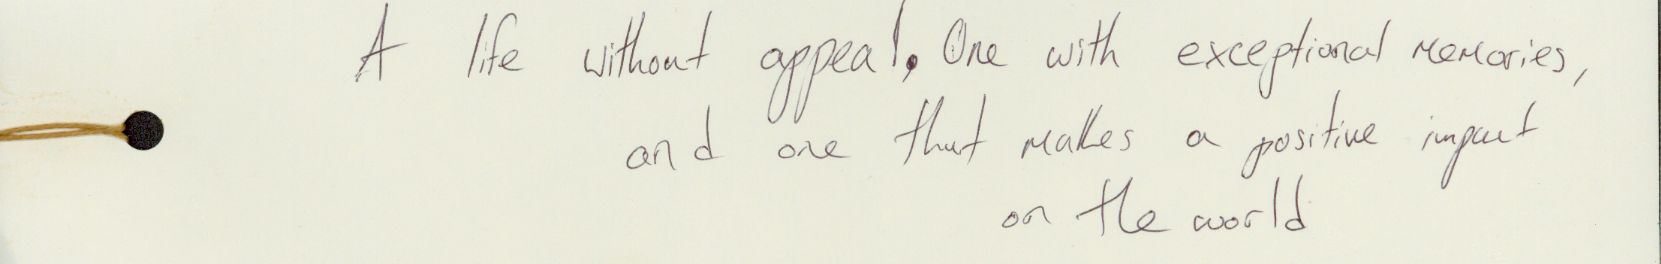 A life without appeal. One with exceptional memories,
and one that makes a positive impact
on the world